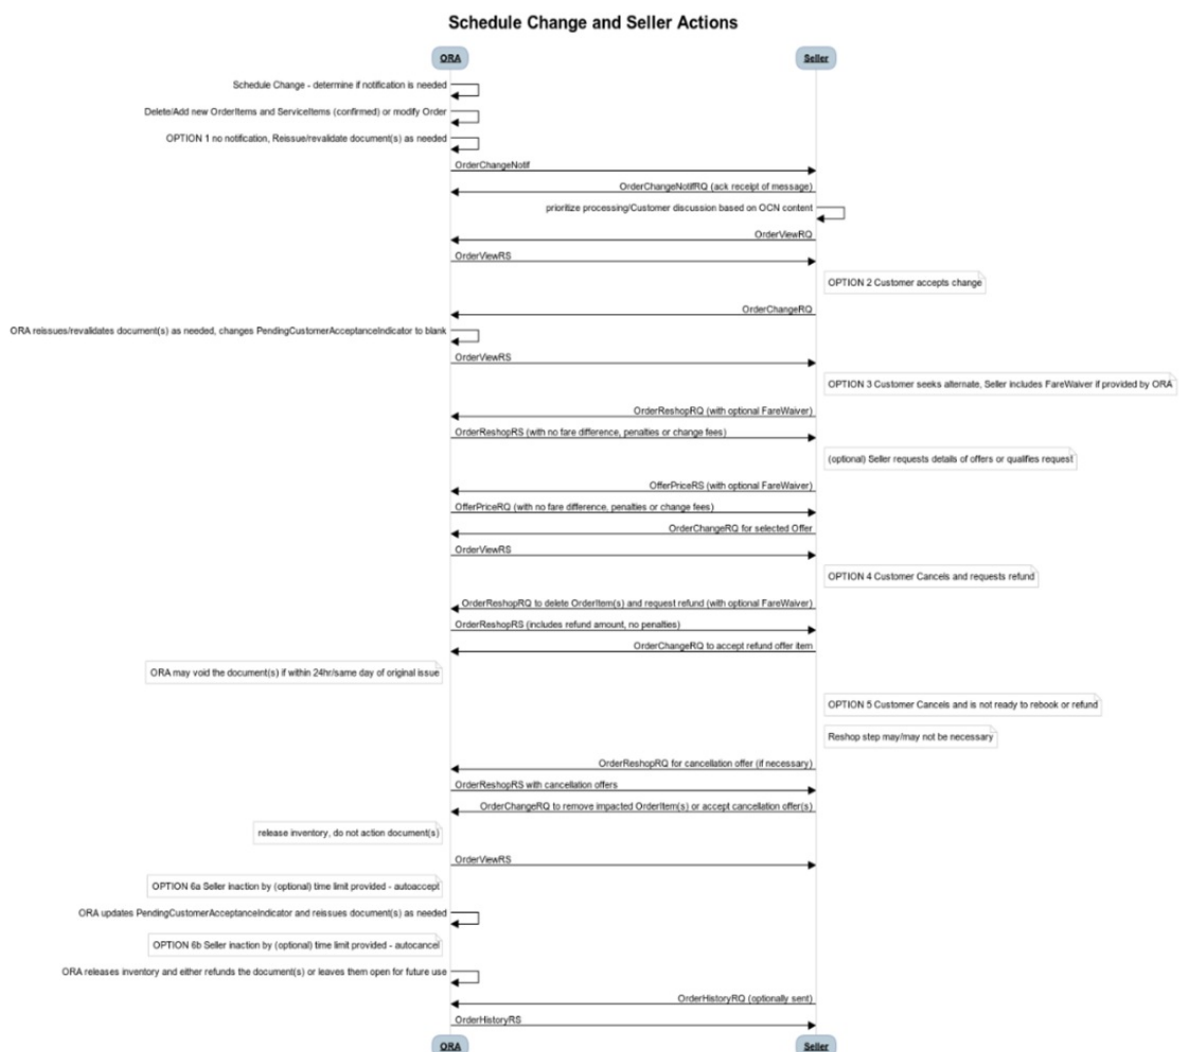 Schedule Change and Seller Actions
ORA
Seller
Schedule Change - determine if notification is needed
Delete/Add new OrderItems and ServiceItems (confirmed) or modify Order
OPTION 1 no notification, Reissue/revalidate document(s) as needed
OrderChangeNotif
OrderChangeNotifRQ (ack receipt of message)
prioritize processing/Customer discussion based on OCN content
OrderViewRQ
OrderViewRS
OPTION 2 Customer accepts change
OrderChangeRQ
ORA reissues/revalidates document(s) as needed, changes PendingCustomerAcceptanceIndicator to blank
OrderViewRS
OPTION 3 Customer seeks alternate, Seller includes FareWaiver if provided by ORA
OrderReshopRQ (with optional FareWaiver)
OrderReshopRS (with no fare difference, penalties or change fees)
(optional) Seller requests details of offers or qualifies request
OfferPriceRS (with optional FareWaiver)
OfferPriceRQ (with no fare difference, penalties or change fees)
OrderChangeRQ for selected Offer
OrderViewRS
OPTION 4 Customer Cancels and requests refund
OrderReshopRQ to delete OrderItem(s) and request refund (with optional FareWaiver)
OrderReshopRS (includes refund amount, no penalties)
OrderChangeRQ to accept refund offer item
ORA may void the document(s) if within 24hr/same day of original issue
OPTION 5 Customer Cancels and is not ready to rebook or refund
Reshop step may/may not be necessary
OrderReshopRQ for cancellation offer (if necessary)
OrderReshopRS with cancellation offers
OrderChangeRQ to remove impacted OrderItem(s) or accept cancellation offer(s)
release inventory, do not action document(s)
OrderViewRS
OPTION 6a Seller inaction by (optional) time limit provided - autoaccept
ORA updates PendingCustomerAcceptanceIndicator and reissues document(s) as needed
OPTION 6b Seller inaction by (optional) time limit provided - autocancel
ORA releases inventory and either refunds the document(s) or leaves them open for future use
OrderHistoryRQ (optionally sent)
OrderHistoryRS
ORA
Seller